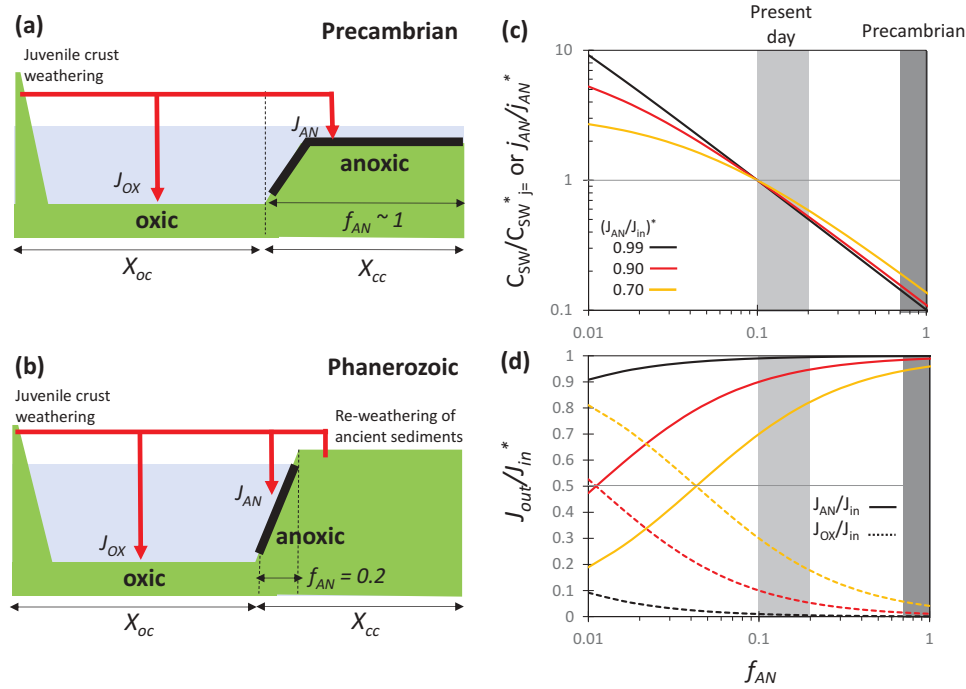 (a)
Precambrian
Juvenile crust
weathering
J_AN
anoxic
J_OX
oxic
f_AN ~ 1
X_oc
X_cc
(b)
Phanerozoic
Juvenile crust
weathering
Re-weathering of
ancient sediments
J_AN
anoxic
J_OX
oxic
f_AN = 0.2
X_oc
X_cc
Present
day
Precambrian
(c)
C_SW/C_SW^*_j= or j_AN/j_AN^*
10
1
0.1
(J_AN/J_in)^*
0.99
0.90
0.70
0.01
0.1
1
(d)
J_out/J_in^*
1
0.9
0.8
0.7
0.6
0.5
0.4
0.3
0.2
0.1
0
J_AN/J_in
J_OX/J_in
0.01
0.1
1
f_AN